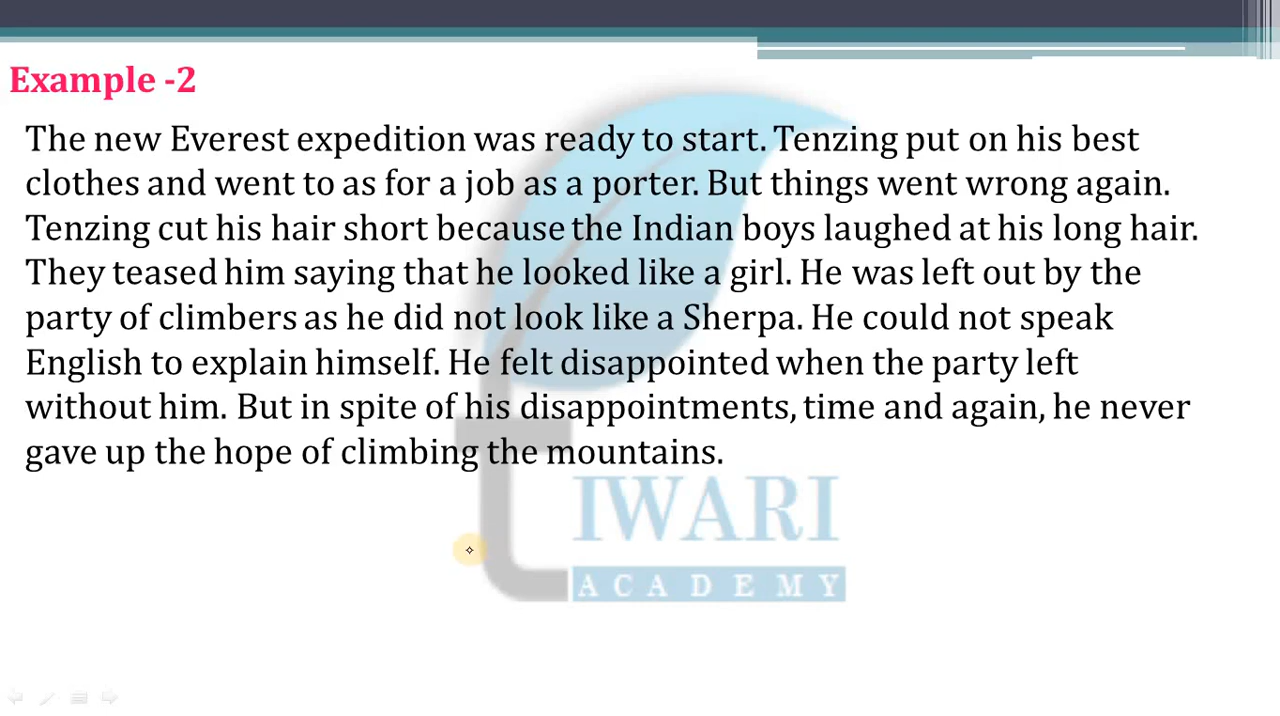 Example -2
The new Everest expedition was ready to start. Tenzing put on his best
clothes and went to as for a job as a porter. But things went wrong again.
Tenzing cut his hair short because the Indian boys laughed at his long hair.
They teased him saying that he looked like a girl. He was left out by the
party of climbers as he did not look like a Sherpa. He could not speak
English to explain himself. He felt disappointed when the party left
without him. But in spite of his disappointments, time and again, he never
gave up the hope of climbing the mountains.
IWARI
ACADEMY